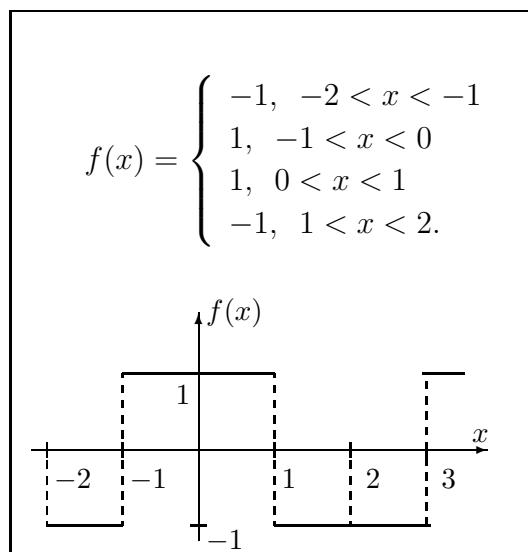 f(x) = { −1, −2 < x < −1
1, −1 < x < 0
1, 0 < x < 1
−1, 1 < x < 2.
f(x)
1
x
−2 −1 1 2 3
−1